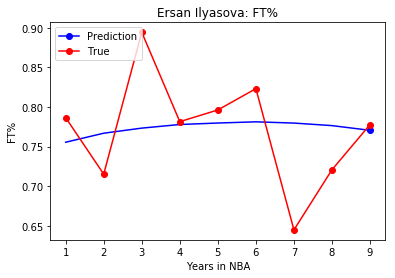 Ersan Ilyasova: FT%
Prediction
True
FT%
0.90
0.85
0.80
0.75
0.70
0.65
1 2 3 4 5 6 7 8 9
Years in NBA